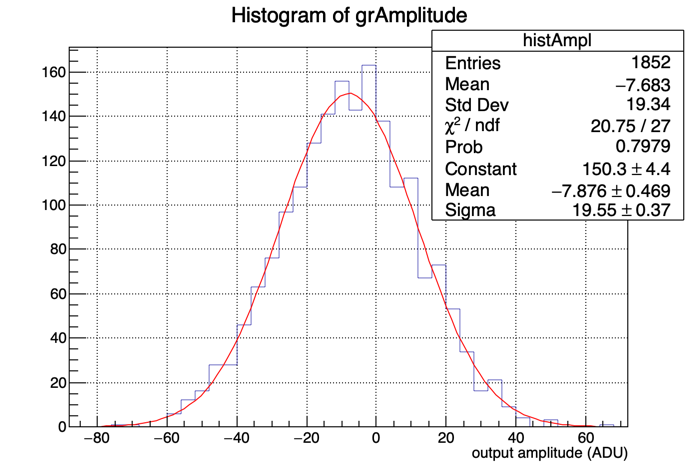 Histogram of grAmplitude
histAmpl
Entries 1852
Mean −7.683
Std Dev 19.34
χ² / ndf 20.75 / 27
Prob 0.7979
Constant 150.3 ± 4.4
Mean −7.876 ± 0.469
Sigma 19.55 ± 0.37
160
140
120
100
80
60
40
20
0
−80 −60 −40 −20 0 20 40 60
output amplitude (ADU)